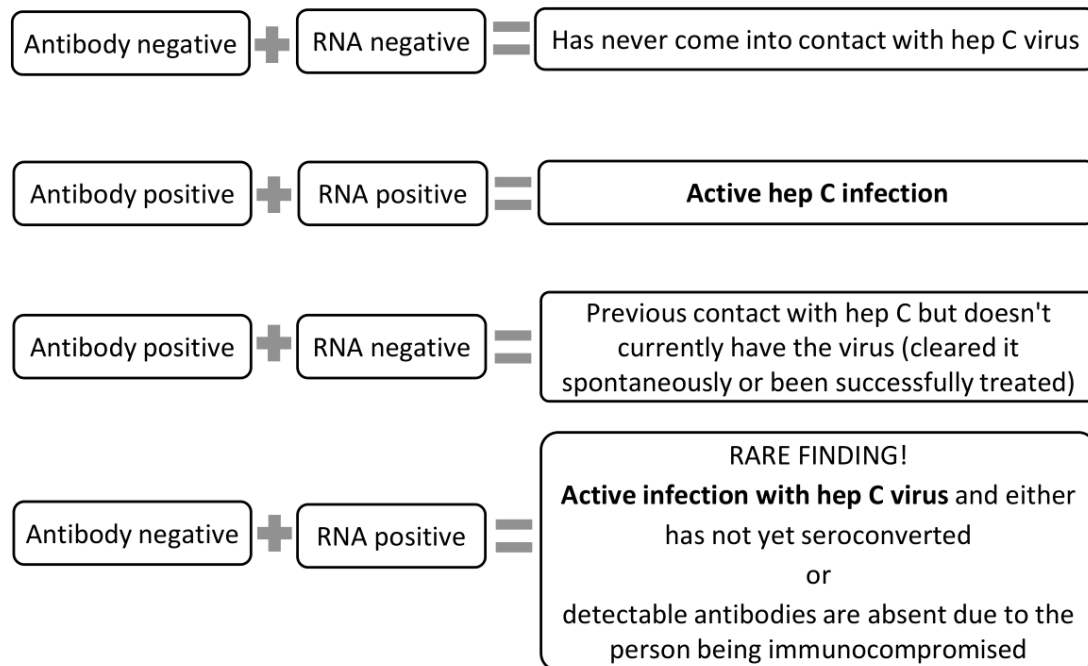 Antibody negative + RNA negative = Has never come into contact with hep C virus
Antibody positive + RNA positive = Active hep C infection
Antibody positive + RNA negative = Previous contact with hep C but doesn't
currently have the virus (cleared it
spontaneously or been successfully treated)
Antibody negative + RNA positive = RARE FINDING!
Active infection with hep C virus and either
has not yet seroconverted
or
detectable antibodies are absent due to the
person being immunocompromised